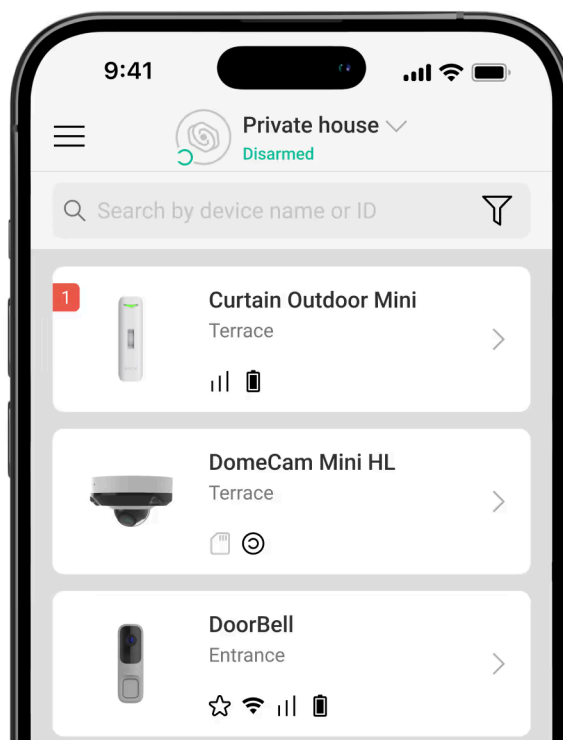 9:41
Private house
Disarmed
Search by device name or ID
1
Curtain Outdoor Mini
Terrace
DomeCam Mini HL
Terrace
DoorBell
Entrance